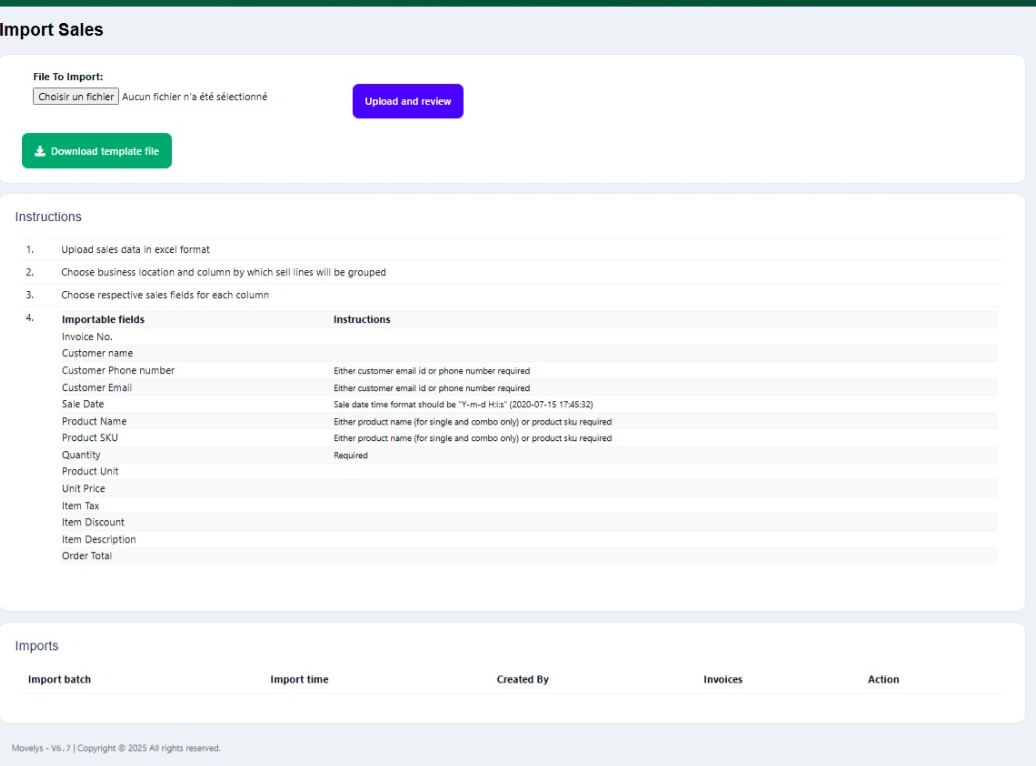 Import Sales
File To Import:
Choisir un fichier Aucun fichier n'a été sélectionné
Upload and review
Download template file
Instructions
1. Upload sales data in excel format
2. Choose business location and column by which sell lines will be grouped
3. Choose respective sales fields for each column
4. Importable fields Instructions
Invoice No.
Customer name
Customer Phone number Either customer email id or phone number required
Customer Email Either customer email id or phone number required
Sale Date Sale date time format should be "Y-m-d H:i:s" (2020-07-15 17:45:32)
Product Name Either product name (for single and combo only) or product sku required
Product SKU Either product name (for single and combo only) or product sku required
Quantity Required
Product Unit
Unit Price
Item Tax
Item Discount
Item Description
Order Total
Imports
Import batch Import time Created By Invoices Action
Movelys - V6.7 | Copyright © 2025 All rights reserved.